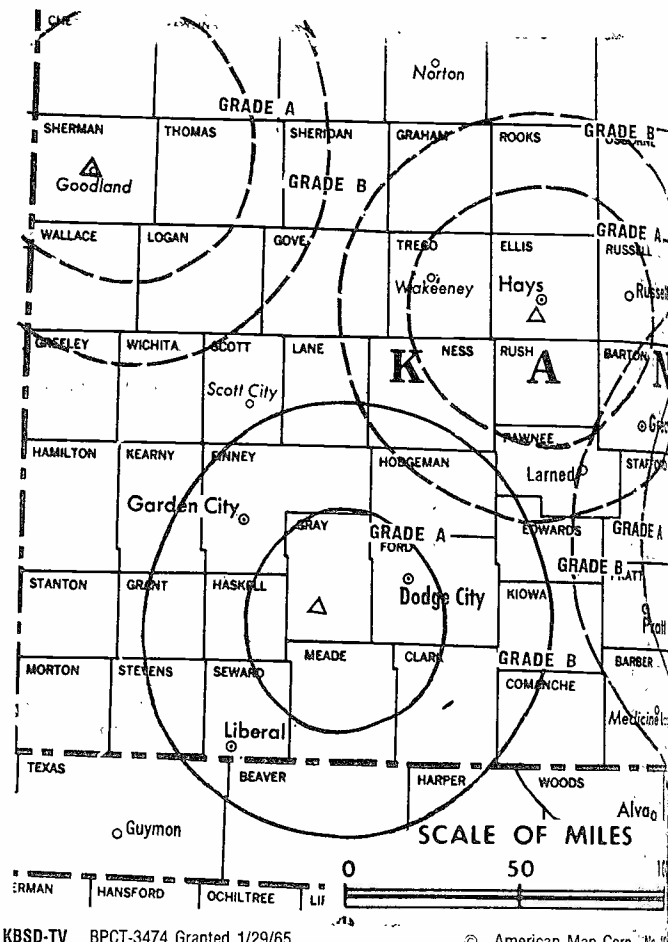 CHE
Norton
GRADE A
SHERMAN THOMAS SHERIDAN GRAHAM ROOKS GRADE B
Goodland
GRADE B
WALLACE LOGAN GOVE TREGO ELLIS GRADE A
RUSSELL
Wakeeney Hays
GREELEY WICHITA SCOTT LANE K NESS RUSH A BARTON N
Scott City
PAWNEE
HAMILTON KEARNY FINNEY HODGEMAN Larned
Garden City
GRAY GRADE A EDWARDS GRADE A
FORD
GRADE B
STANTON GRANT HASKELL Dodge City KIOWA
Pratt
MEADE CLARK GRADE B BARBER
MORTON STEVENS SEWARD COMANCHE
Liberal
TEXAS BEAVER HARPER WOODS
Guymon Alva
SCALE OF MILES
0 50
ERMAN HANSFORD OCHILTREE LI
KBSD-TV BPCT-3474 Granted 1/29/65 © American Map Corp.